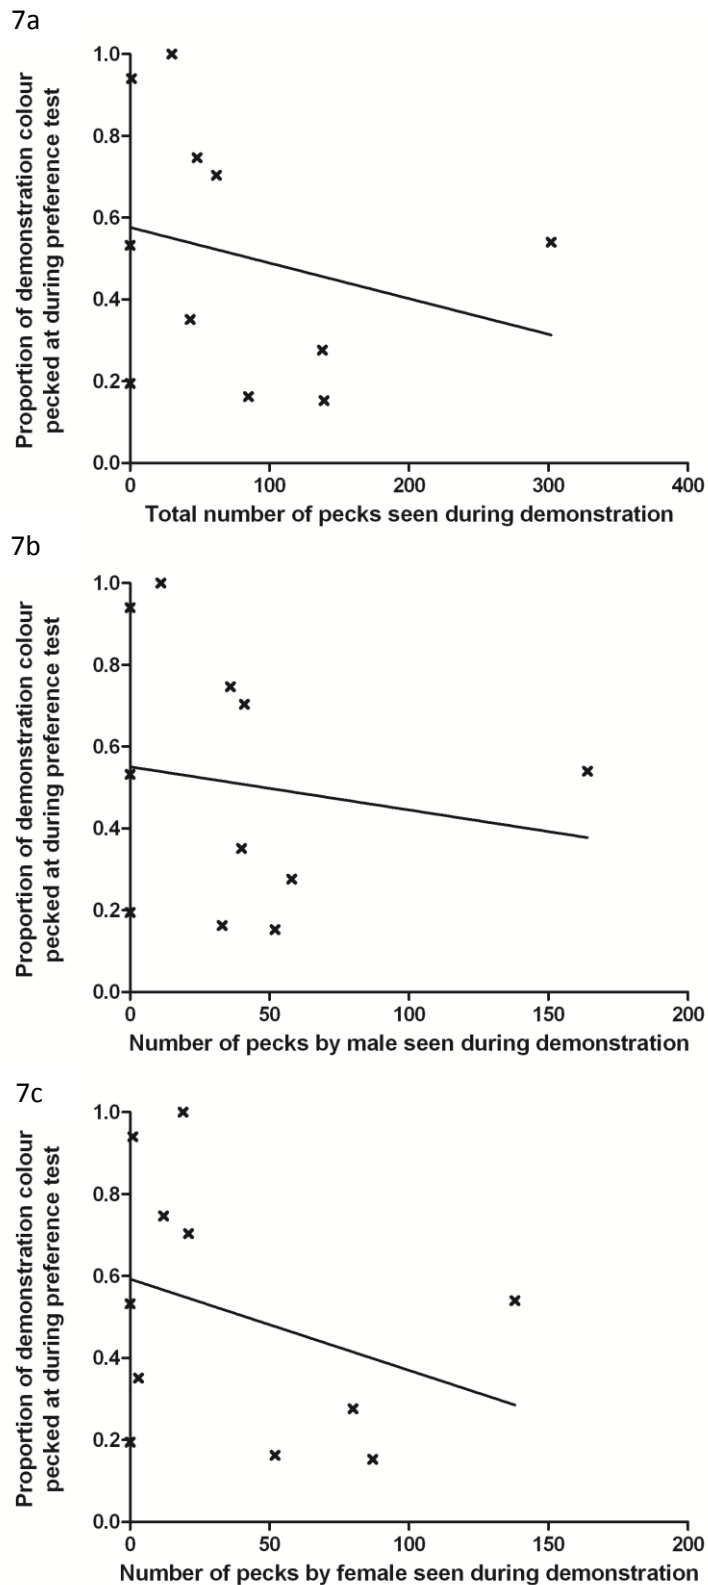 7a
Proportion of demonstration colour
pecked at during preference test
1.0
0.8
0.6
0.4
0.2
0.0
0 100 200 300 400
Total number of pecks seen during demonstration
7b
Proportion of demonstration colour
pecked at during preference test
1.0
0.8
0.6
0.4
0.2
0.0
0 50 100 150 200
Number of pecks by male seen during demonstration
7c
Proportion of demonstration colour
pecked at during preference test
1.0
0.8
0.6
0.4
0.2
0.0
0 50 100 150 200
Number of pecks by female seen during demonstration